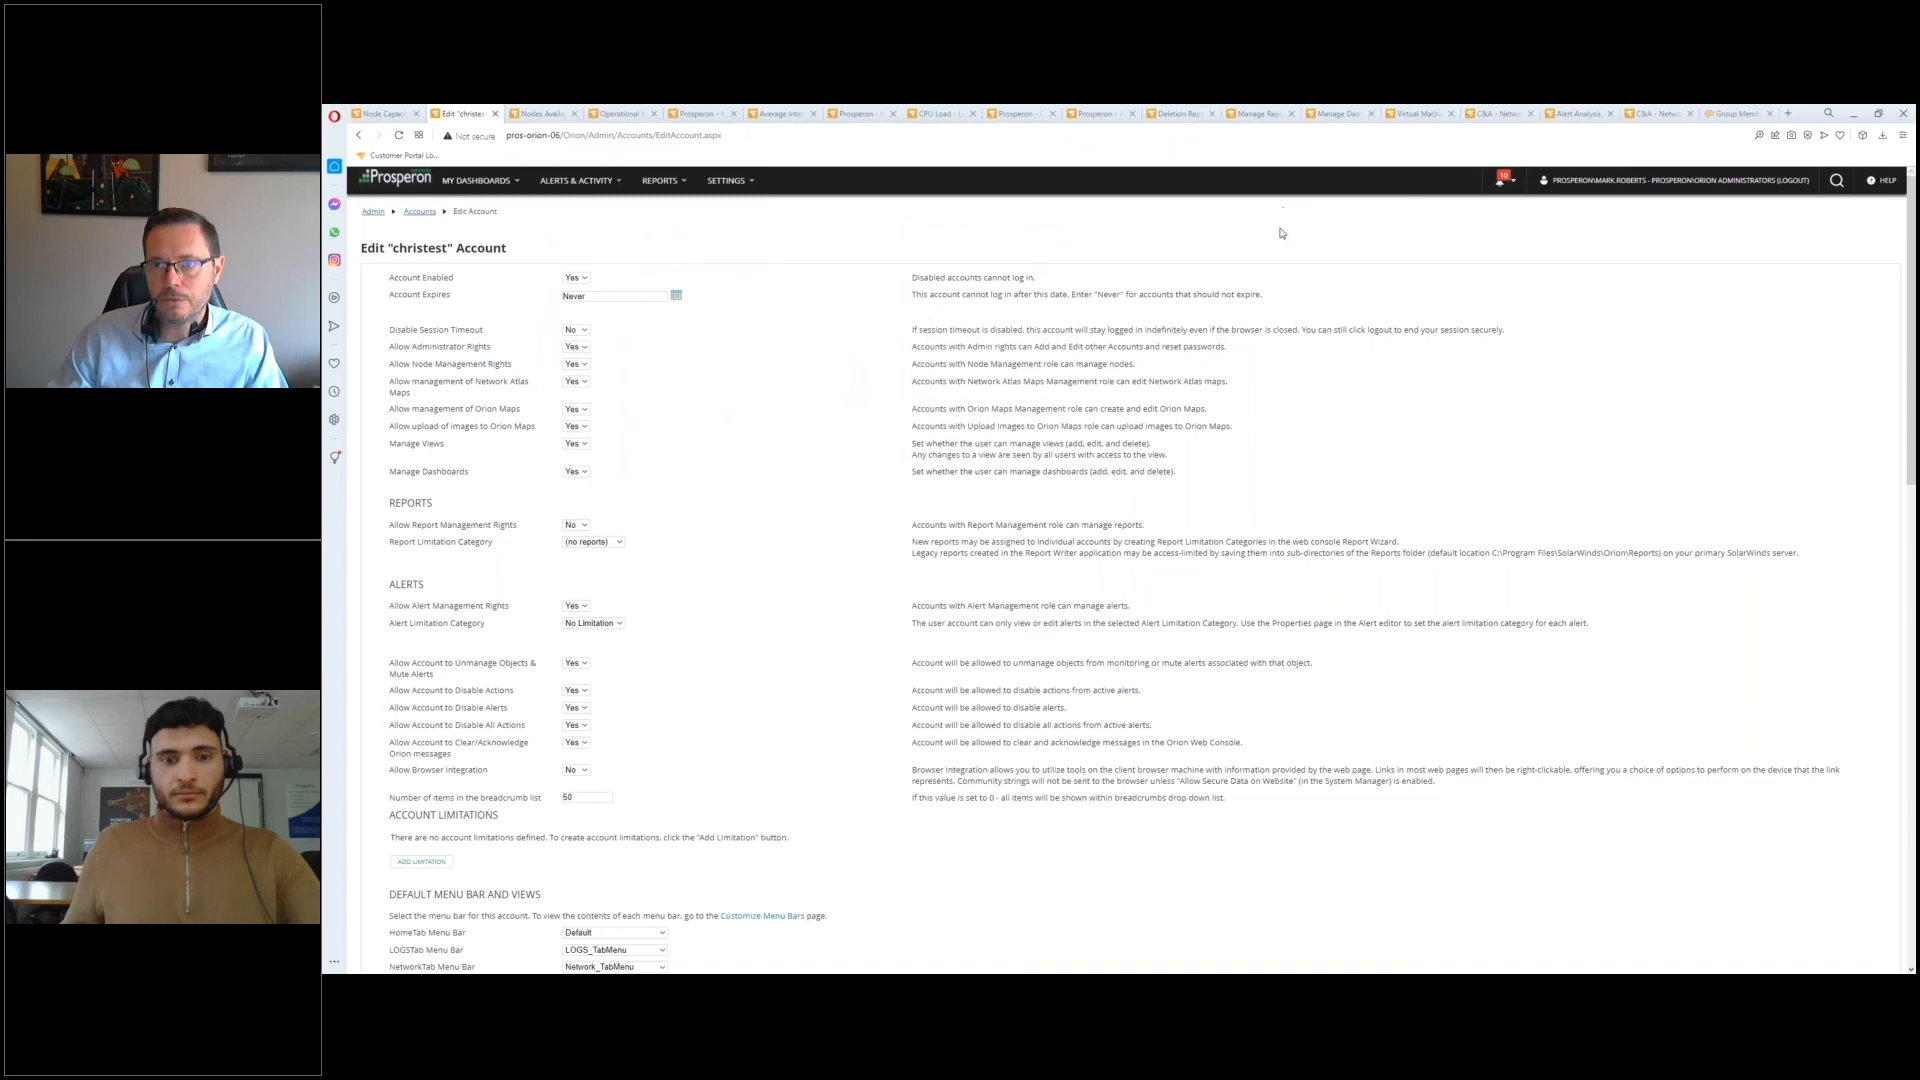 Node Capac
Edit "christest"
Nodes Availa
Operational
Prosperon -
Average Inte
Prosperon -
CPU Load -
Prosperon -
Prosperon -
Deletion Rep
Manage Rep
Manage Das
Virtual Mach
C&A - Netwo
Alert Analysis
C&A - Netwo
Group Memb
Not secure pros-orion-06/Orion/Admin/Accounts/EditAccount.aspx
Customer Portal Lo...
Prosperon MY DASHBOARDS ALERTS & ACTIVITY REPORTS SETTINGS 10 PROSPERON\MARK.ROBERTS - PROSPERON\ORION ADMINISTRATORS (LOGOUT) HELP
Admin Accounts Edit Account
Edit "christest" Account
Account Enabled Yes Disabled accounts cannot log in.
Account Expires Never This account cannot log in after this date. Enter "Never" for accounts that should not expire.
Disable Session Timeout No If session timeout is disabled, this account will stay logged in indefinitely even if the browser is closed. You can still click logout to end your session securely.
Allow Administrator Rights Yes Accounts with Admin rights can Add and Edit other Accounts and reset passwords.
Allow Node Management Rights Yes Accounts with Node Management role can manage nodes.
Allow management of Network Atlas Yes Accounts with Network Atlas Maps Management role can edit Network Atlas maps.
Maps
Allow management of Orion Maps Yes Accounts with Orion Maps Management role can create and edit Orion Maps.
Allow upload of images to Orion Maps Yes Accounts with Upload Images to Orion Maps role can upload images to Orion Maps.
Manage Views Yes Set whether the user can manage views (add, edit, and delete).
Any changes to a view are seen by all users with access to the view.
Manage Dashboards Yes Set whether the user can manage dashboards (add, edit, and delete).
REPORTS
Allow Report Management Rights No Accounts with Report Management role can manage reports.
Report Limitation Category (no reports) New reports may be assigned to individual accounts by creating Report Limitation Categories in the web console Report Wizard.
Legacy reports created in the Report Writer application may be access-limited by saving them into sub-directories of the Reports folder (default location C:\Program Files\SolarWinds\Orion\Reports) on your primary SolarWinds server.
ALERTS
Allow Alert Management Rights Yes Accounts with Alert Management role can manage alerts.
Alert Limitation Category No Limitation The user account can only view or edit alerts in the selected Alert Limitation Category. Use the Properties page in the Alert editor to set the alert limitation category for each alert.
Allow Account to Unmanage Objects & Yes Account will be allowed to unmanage objects from monitoring or mute alerts associated with that object.
Mute Alerts
Allow Account to Disable Actions Yes Account will be allowed to disable actions from active alerts.
Allow Account to Disable Alerts Yes Account will be allowed to disable alerts.
Allow Account to Disable All Actions Yes Account will be allowed to disable all actions from active alerts.
Allow Account to Clear/Acknowledge Yes Account will be allowed to clear and acknowledge messages in the Orion Web Console.
Orion messages
Allow Browser Integration No Browser integration allows you to utilize tools on the client browser machine with information provided by the web page. Links in most web pages will then be right-clickable, offering you a choice of options to perform on the device that the link
represents. Community strings will not be sent to the browser unless "Allow Secure Data on Website" (in the System Manager) is enabled.
Number of items in the breadcrumb list 50 If this value is set to 0 - all items will be shown within breadcrumbs drop down list.
ACCOUNT LIMITATIONS
There are no account limitations defined. To create account limitations, click the "Add Limitation" button.
ADD LIMITATION
DEFAULT MENU BAR AND VIEWS
Select the menu bar for this account. To view the contents of each menu bar, go to the Customize Menu Bars page.
HomeTab Menu Bar Default
LOGSTab Menu Bar LOGS_TabMenu
NetworkTab Menu Bar Network_TabMenu